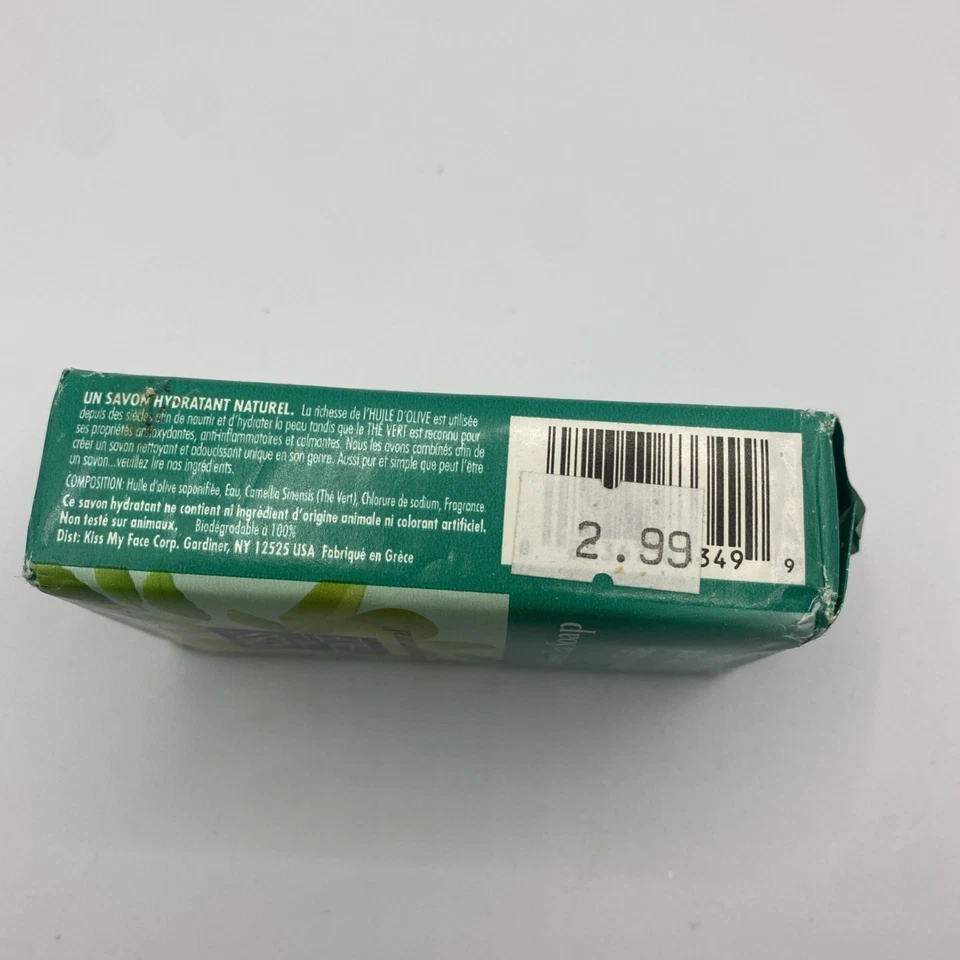 UN SAVON HYDRATANT NATUREL. La richesse de l'HUILE D'OLIVE est utilisée
depuis des siècles afin de nourrir et d'hydrater la peau tandis que le THE VERT est reconnu pour
ses propriétés antioxydantes, anti-inflammatoires et calmantes. Nous les avons combinés afin de
créer un savon nettoyant et adoucissant unique en son genre. Aussi pur et simple que peut l'être
un savon...veuillez lire nos ingrédients.
COMPOSITION: Huile d'olive saponifiée, Eau, Camellia Sinensis (Thé Vert), Chlorure de sodium, Fragrance.
Ce savon hydratant ne contient ni ingrédient d'origine animale ni colorant artificiel.
Non testé sur animaux, Biodégradable à 100%
Dist: Kiss My Face Corp. Gardiner, NY 12525 USA Fabriqué en Grèce
2.99
349 9